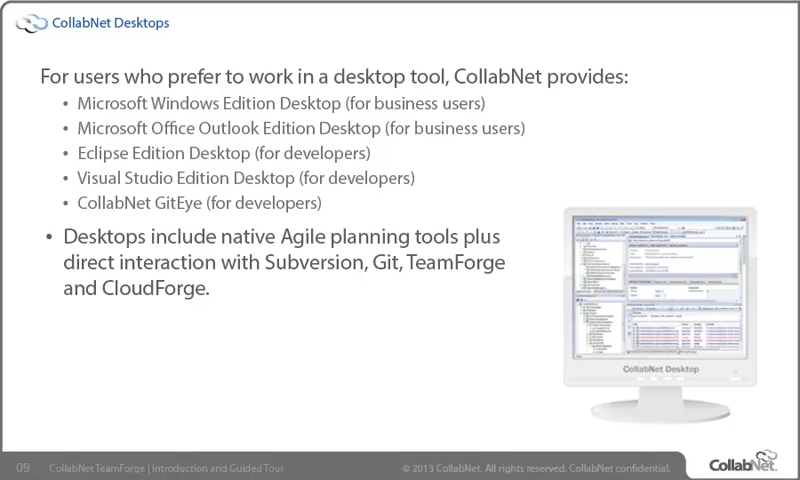 CollabNet Desktops
For users who prefer to work in a desktop tool, CollabNet provides:
• Microsoft Windows Edition Desktop (for business users)
• Microsoft Office Outlook Edition Desktop (for business users)
• Eclipse Edition Desktop (for developers)
• Visual Studio Edition Desktop (for developers)
• CollabNet GitEye (for developers)
• Desktops include native Agile planning tools plus
direct interaction with Subversion, Git, TeamForge
and CloudForge.
CollabNet Desktop
09 CollabNet TeamForge | Introduction and Guided Tour © 2013 CollabNet. All rights reserved. CollabNet confidential. CollabNet.